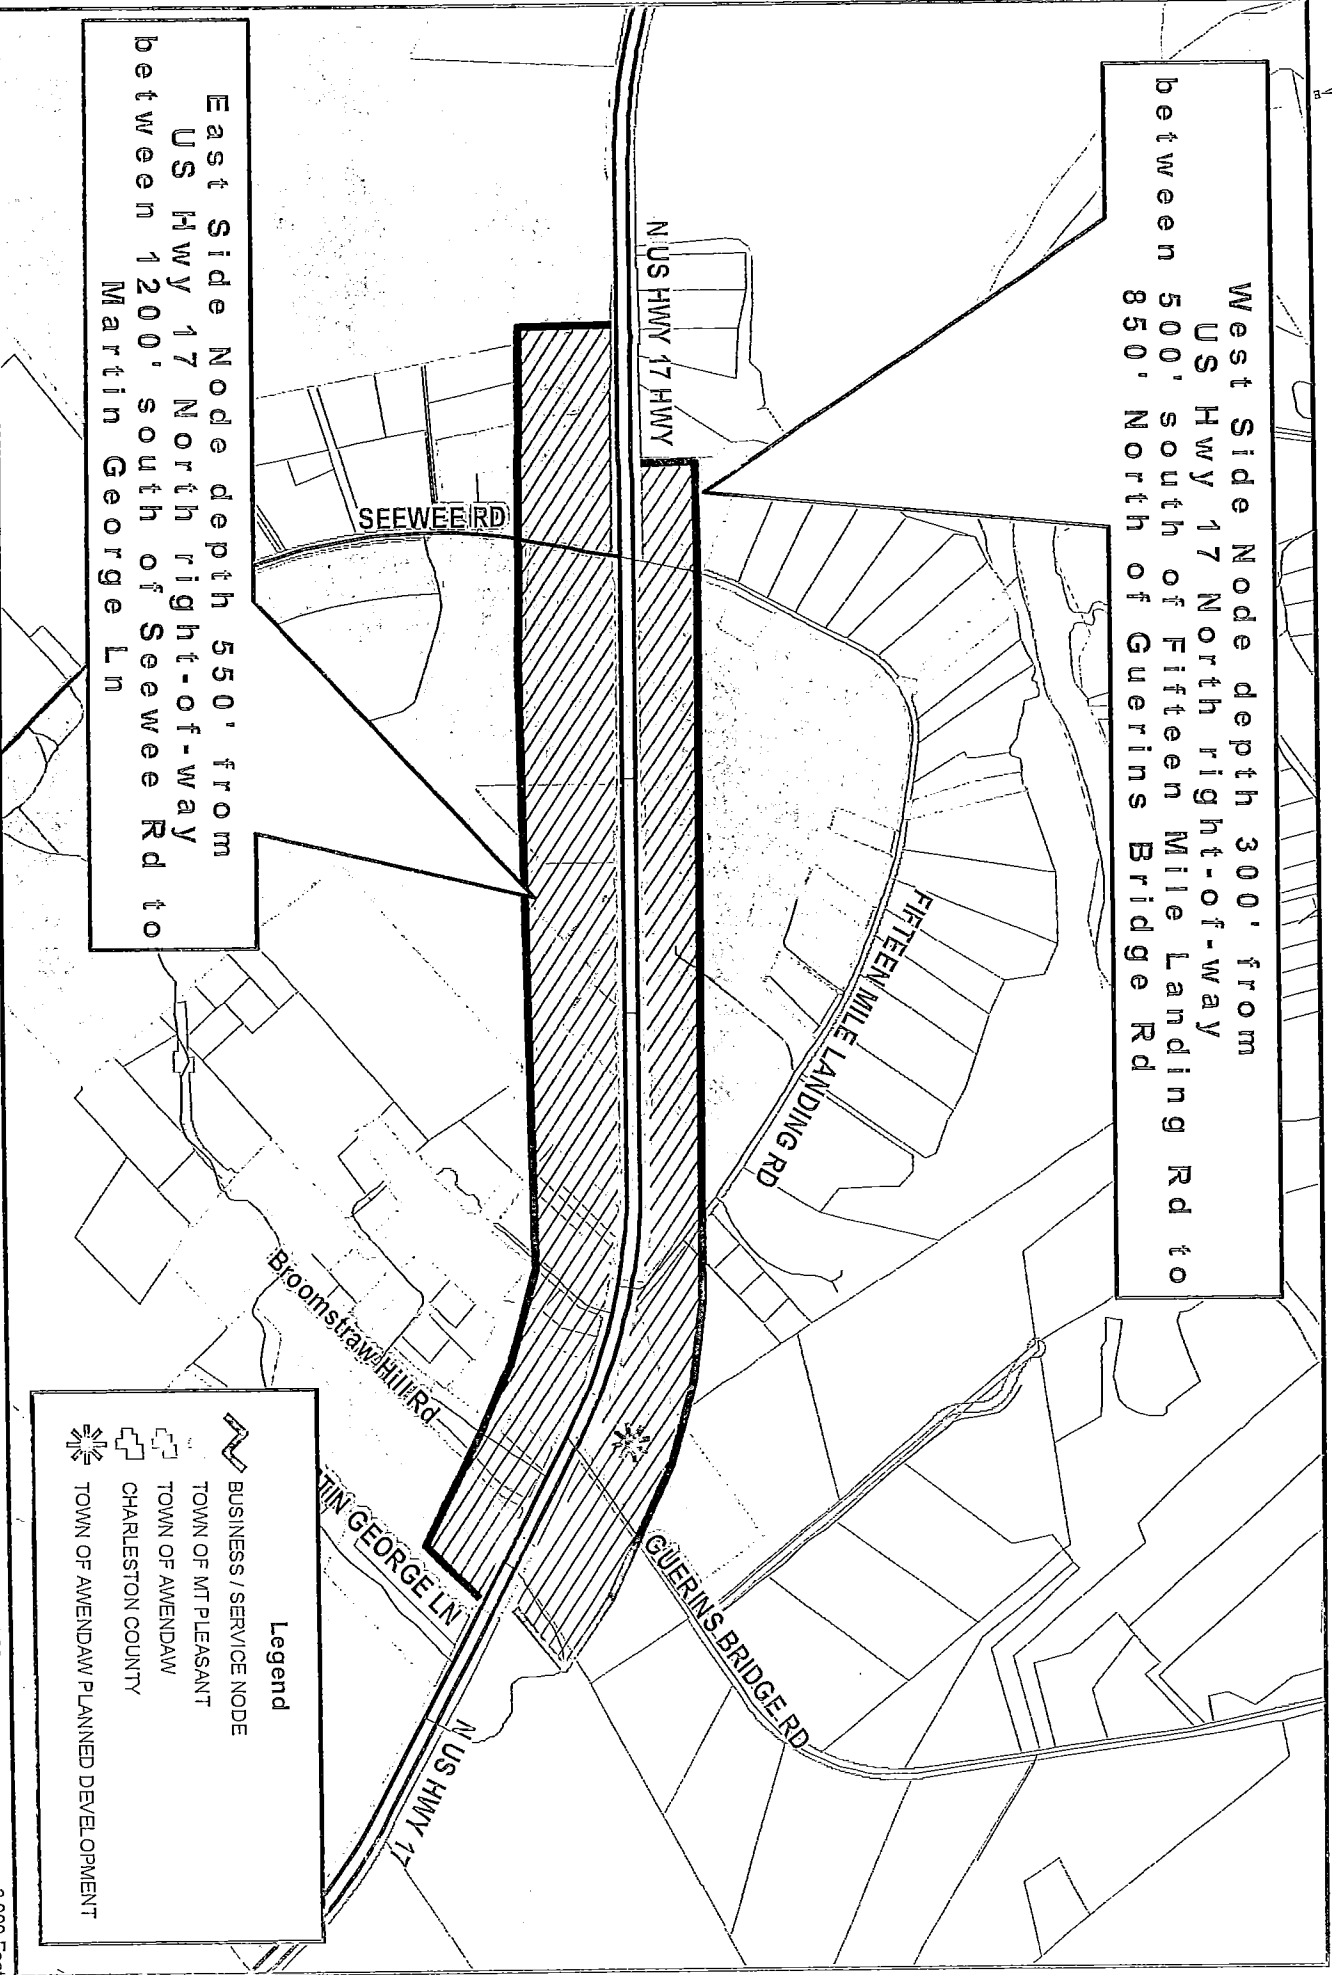 West Side Node depth 300' from
US Hwy 17 North right-of-way
between 500' south of Fifteen Mile Landing Rd to
850' North of Guerins Bridge Rd
East Side Node depth 550' from
US Hwy 17 North right-of-way
between 1200' south of Seewee Rd to
Martin George Ln
N US HWY 17 HWY
SEEWEE RD
FIFTEEN MILE LANDING RD
Broomstraw Hill Rd
TIN GEORGE LN
GUERINS BRIDGE RD
N US HWY 17
Legend
BUSINESS / SERVICE NODE
TOWN OF MT PLEASANT
TOWN OF AWENDAW
CHARLESTON COUNTY
TOWN OF AWENDAW PLANNED DEVELOPMENT